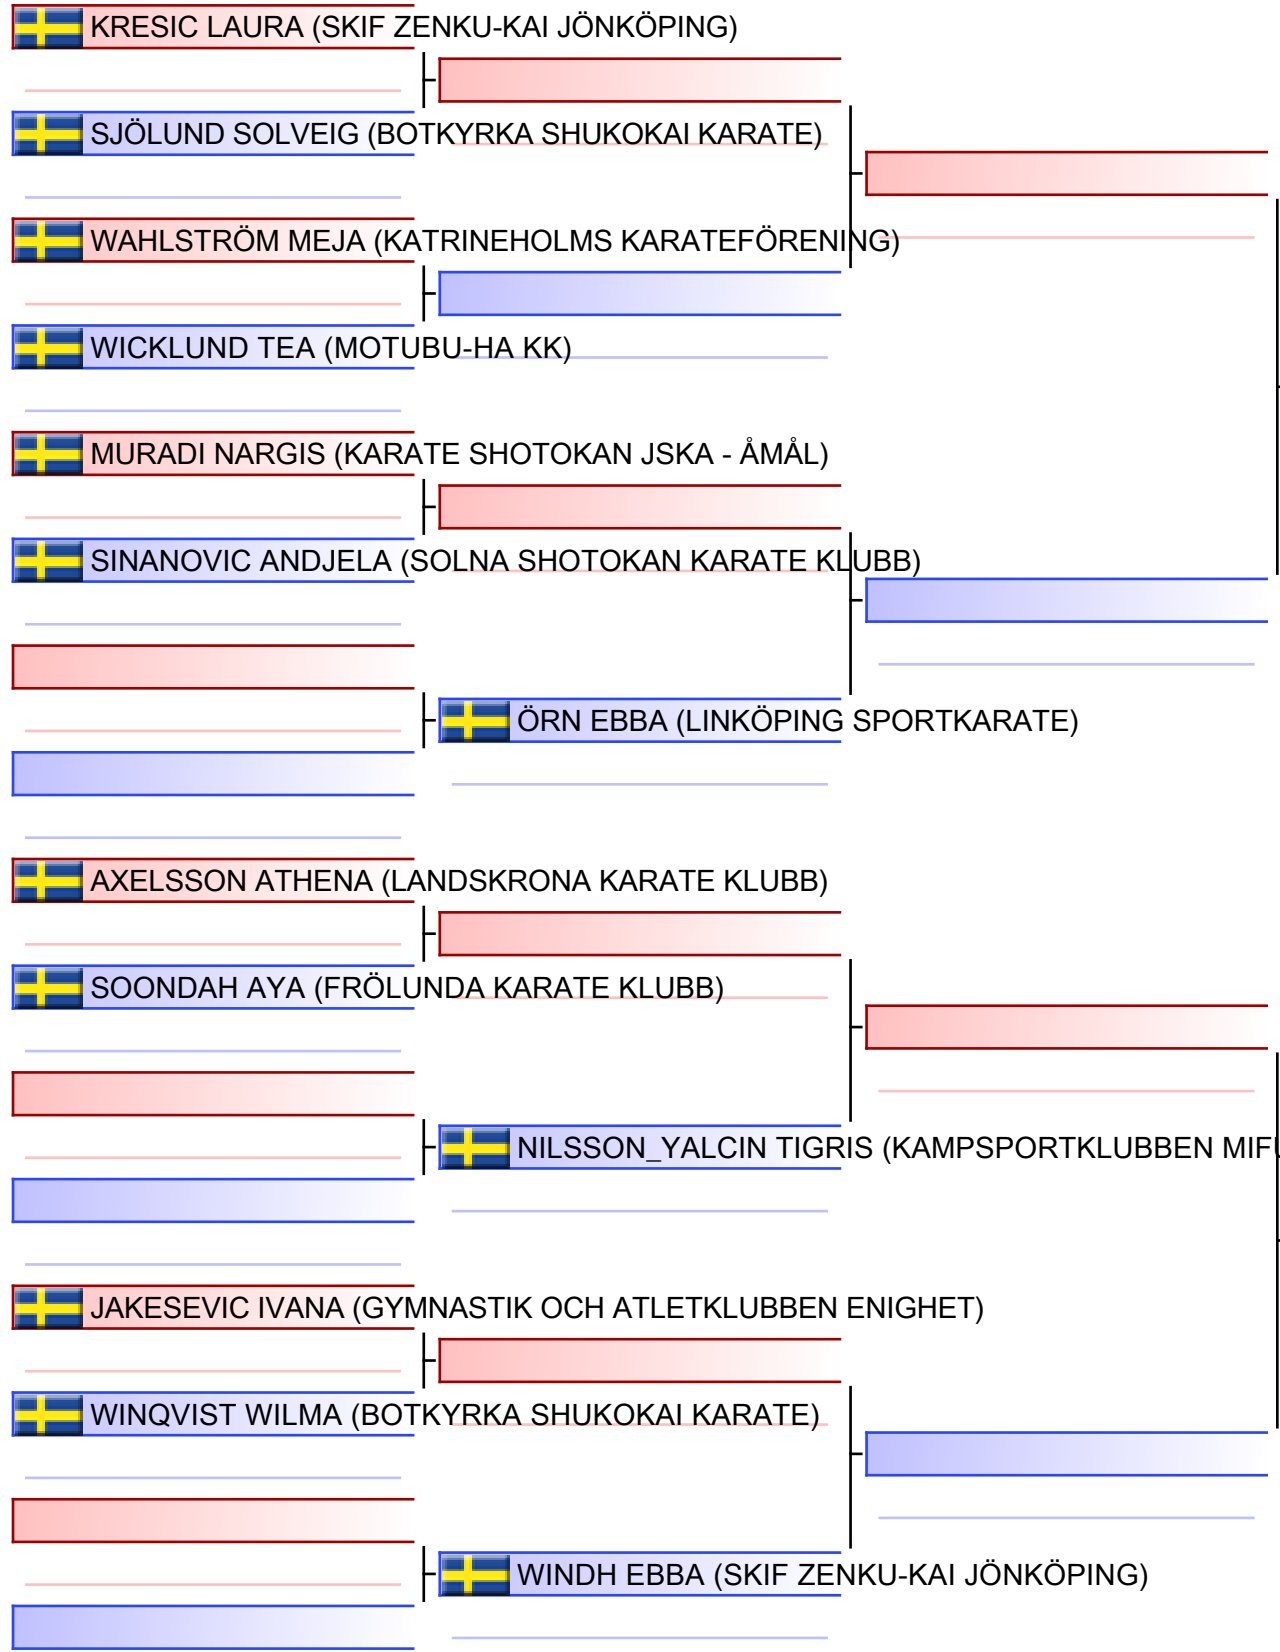 KRESIC LAURA (SKIF ZENKU-KAI JÖNKÖPING)
SJÖLUND SOLVEIG (BOTKYRKA SHUKOKAI KARATE)
WAHLSTRÖM MEJA (KATRINEHOLMS KARATEFÖRENING)
WICKLUND TEA (MOTUBU-HA KK)
MURADI NARGIS (KARATE SHOTOKAN JSKA - ÅMÅL)
SINANOVIC ANDJELA (SOLNA SHOTOKAN KARATE KLUBB)
ÖRN EBBA (LINKÖPING SPORTKARATE)
AXELSSON ATHENA (LANDSKRONA KARATE KLUBB)
SOONDAH AYA (FRÖLUNDA KARATE KLUBB)
NILSSON_YALCIN TIGRIS (KAMPSPORTKLUBBEN MIFU
JAKESEVIC IVANA (GYMNASTIK OCH ATLETKLUBBEN ENIGHET)
WINQVIST WILMA (BOTKYRKA SHUKOKAI KARATE)
WINDH EBBA (SKIF ZENKU-KAI JÖNKÖPING)